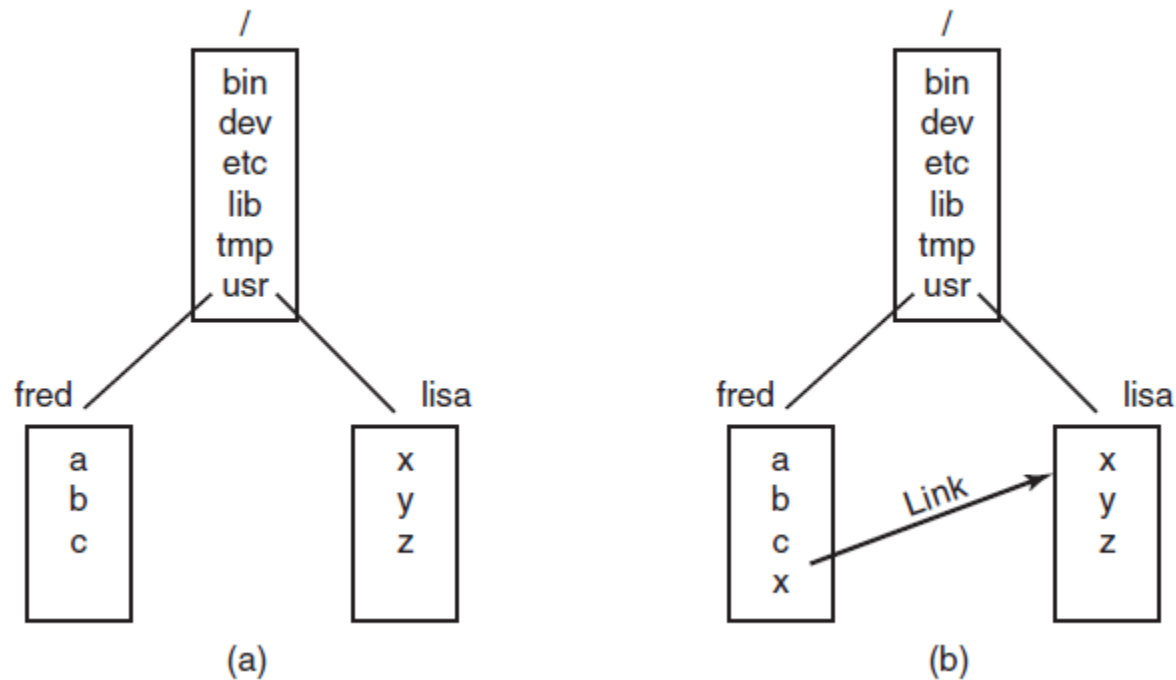 /
bin
dev
etc
lib
tmp
usr
fred
lisa
a
b
c
x
y
z
(a)
/
bin
dev
etc
lib
tmp
usr
fred
lisa
a
b
c
x
Link
x
y
z
(b)